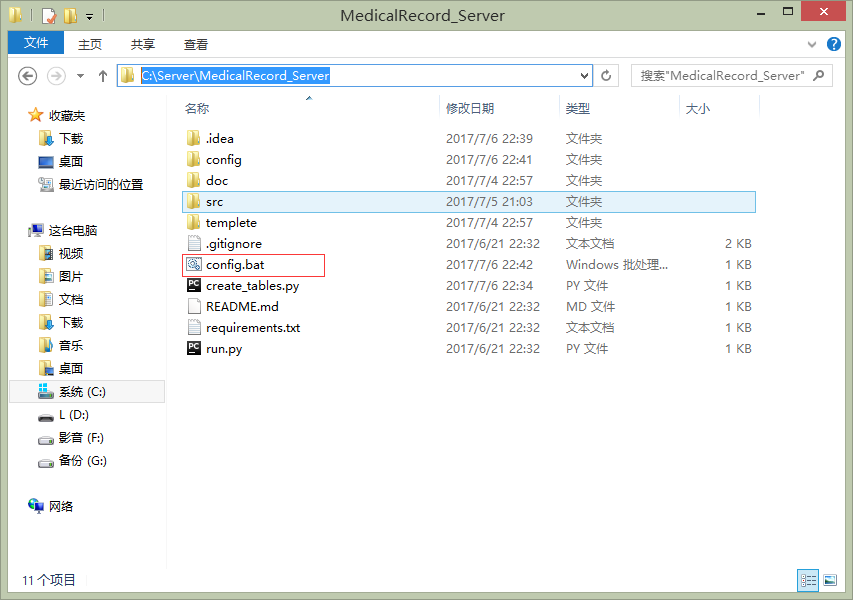 MedicalRecord_Server
文件 主页 共享 查看
C:\Server\MedicalRecord_Server 搜索"MedicalRecord_Server"
收藏夹
下载
桌面
最近访问的位置
这台电脑
视频
图片
文档
下载
音乐
桌面
系统 (C:)
L (D:)
影音 (F:)
备份 (G:)
网络
名称 修改日期 类型 大小
.idea 2017/7/6 22:39 文件夹
config 2017/7/6 22:41 文件夹
doc 2017/7/4 22:57 文件夹
src 2017/7/5 21:03 文件夹
templete 2017/7/4 22:57 文件夹
.gitignore 2017/6/21 22:32 文本文档 2 KB
config.bat 2017/7/6 22:42 Windows 批处理... 1 KB
PC create_tables.py 2017/7/6 22:34 PY 文件 1 KB
README.md 2017/6/21 22:32 MD 文件 1 KB
requirements.txt 2017/6/21 22:32 文本文档 1 KB
PC run.py 2017/6/21 22:32 PY 文件 1 KB
11 个项目